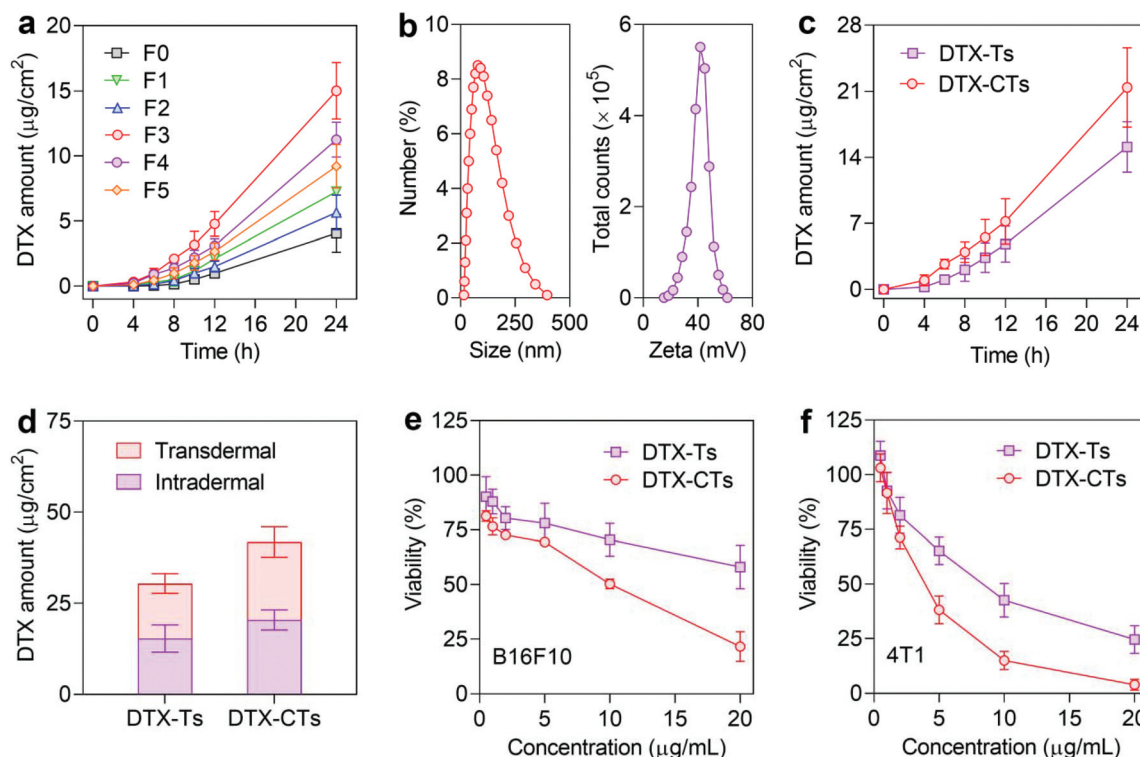 a
DTX amount (μg/cm²)
20
15
10
5
0
F0
F1
F2
F3
F4
F5
0 4 8 12 16 20 24
Time (h)
b
Number (%)
10
8
6
4
2
0
0 250 500
Size (nm)
Total counts (× 10⁵)
6
4
2
0
0 40 80
Zeta (mV)
c
DTX amount (μg/cm²)
28
21
14
7
0
DTX-Ts
DTX-CTs
0 4 8 12 16 20 24
Time (h)
d
DTX amount (μg/cm²)
75
50
25
0
Transdermal
Intradermal
DTX-Ts DTX-CTs
e
Viability (%)
125
100
75
50
25
0
DTX-Ts
DTX-CTs
B16F10
0 5 10 15 20
Concentration (μg/mL)
f
Viability (%)
125
100
75
50
25
0
DTX-Ts
DTX-CTs
4T1
0 5 10 15 20
Concentration (μg/mL)